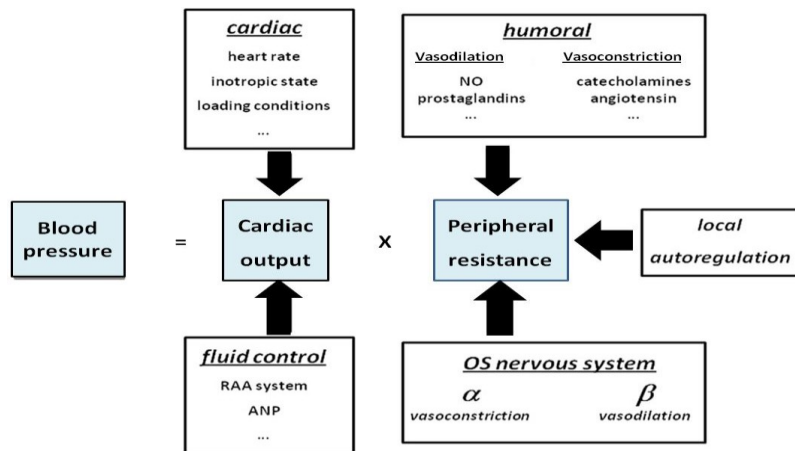 cardiac
heart rate
inotropic state
loading conditions
...
humoral
Vasodilation Vasoconstriction
NO catecholamines
prostaglandins angiotensin
... ...
Blood
pressure
=
Cardiac
output
X
Peripheral
resistance
local
autoregulation
fluid control
RAA system
ANP
...
OS nervous system
α β
vasoconstriction vasodilation